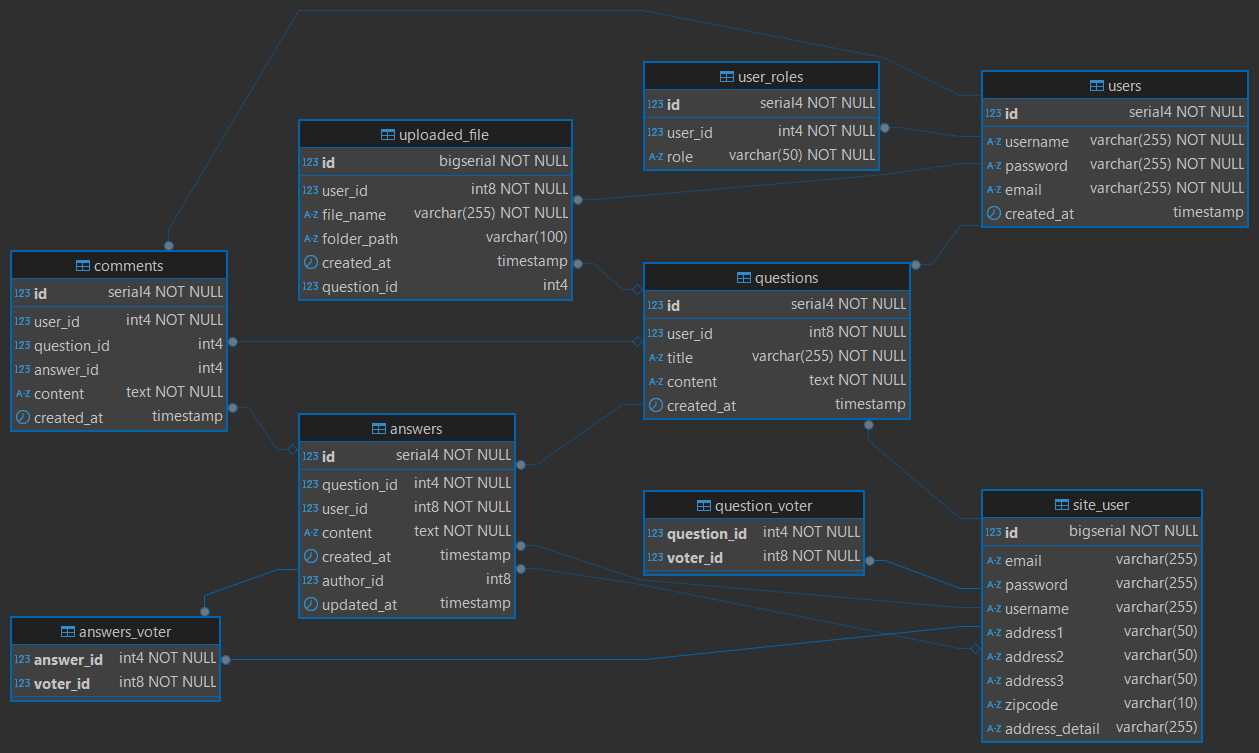 user_roles
123 id serial4 NOT NULL
123 user_id int4 NOT NULL
A-Z role varchar(50) NOT NULL
users
123 id serial4 NOT NULL
A-Z username varchar(255) NOT NULL
A-Z password varchar(255) NOT NULL
A-Z email varchar(255) NOT NULL
created_at timestamp
uploaded_file
123 id bigserial NOT NULL
123 user_id int8 NOT NULL
A-Z file_name varchar(255) NOT NULL
A-Z folder_path varchar(100)
created_at timestamp
123 question_id int4
comments
123 id serial4 NOT NULL
123 user_id int4 NOT NULL
123 question_id int4
123 answer_id int4
A-Z content text NOT NULL
created_at timestamp
questions
123 id serial4 NOT NULL
123 user_id int8 NOT NULL
A-Z title varchar(255) NOT NULL
A-Z content text NOT NULL
created_at timestamp
answers
123 id serial4 NOT NULL
123 question_id int4 NOT NULL
123 user_id int8 NOT NULL
A-Z content text NOT NULL
created_at timestamp
123 author_id int8
updated_at timestamp
question_voter
123 question_id int4 NOT NULL
123 voter_id int8 NOT NULL
site_user
123 id bigserial NOT NULL
A-Z email varchar(255)
A-Z password varchar(255)
A-Z username varchar(255)
A-Z address1 varchar(50)
A-Z address2 varchar(50)
A-Z address3 varchar(50)
A-Z zipcode varchar(10)
A-Z address_detail varchar(255)
answers_voter
123 answer_id int4 NOT NULL
123 voter_id int8 NOT NULL